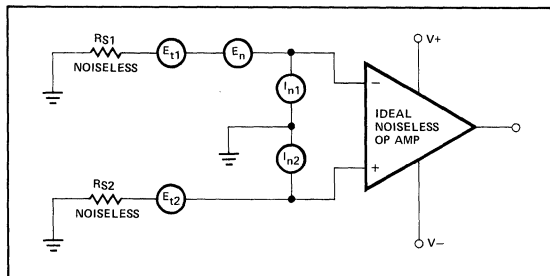 RS1
NOISELESS
Et1
En
In1
In2
IDEAL
NOISELESS
OP AMP
−
+
V+
V−
RS2
NOISELESS
Et2